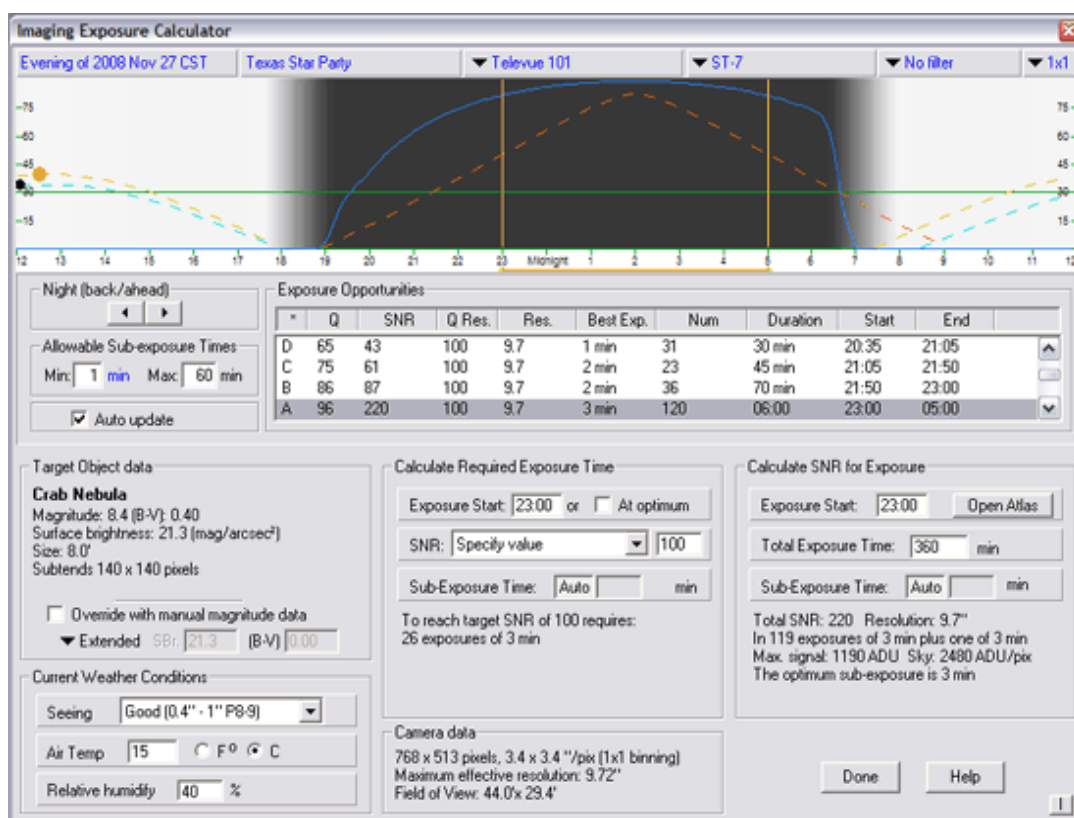 Imaging Exposure Calculator
Evening of 2008 Nov 27 CST Texas Star Party Televue 101 ST-7 No filter 1x1
75 75
60 60
45 45
30 30
15 15
12 13 14 15 16 17 18 19 20 21 22 23 Midnight 1 2 3 4 5 6 7 8 9 10 11 12
Night (back/ahead)
Allowable Sub-exposure Times
Min: 1 min Max: 60 min
Auto update
Exposure Opportunities
* Q SNR Q Res. Res. Best Exp. Num Duration Start End
D 65 43 100 9.7 1 min 31 30 min 20:35 21:05
C 75 61 100 9.7 2 min 23 45 min 21:05 21:50
B 86 87 100 9.7 2 min 36 70 min 21:50 23:00
A 96 220 100 9.7 3 min 120 06:00 23:00 05:00
Target Object data
Crab Nebula
Magnitude: 8.4 (B-V): 0.40
Surface brightness: 21.3 (mag/arcsec²)
Size: 8.0'
Subtends 140 x 140 pixels
Override with manual magnitude data
Extended SBr. 21.3 (B-V) 0.00
Current Weather Conditions
Seeing Good (0.4" - 1" P8-9)
Air Temp 15 Fº C
Relative humidify 40 %
Calculate Required Exposure Time
Exposure Start: 23:00 or At optimum
SNR: Specify value 100
Sub-Exposure Time: Auto min
To reach target SNR of 100 requires:
26 exposures of 3 min
Camera data
768 x 513 pixels, 3.4 x 3.4 "/pix (1x1 binning)
Maximum effective resolution: 9.72"
Field of View: 44.0'x 29.4'
Calculate SNR for Exposure
Exposure Start: 23:00 Open Atlas
Total Exposure Time: 360 min
Sub-Exposure Time: Auto min
Total SNR: 220 Resolution: 9.7"
In 119 exposures of 3 min plus one of 3 min
Max. signal: 1190 ADU Sky: 2480 ADU/pix
The optimum sub-exposure is 3 min
Done Help
I